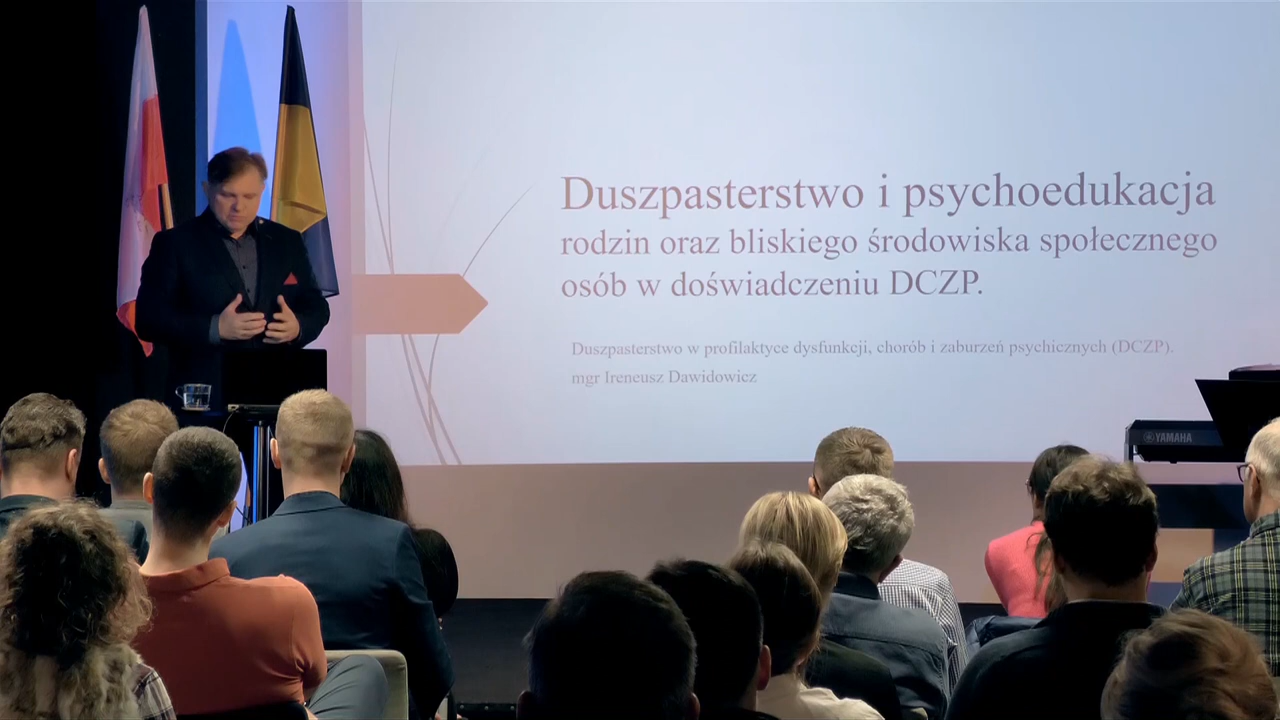 Duszpasterstwo i psychoedukacja
rodzin oraz bliskiego środowiska społecznego
osób w doświadczeniu DCZP.
Duszpasterstwo w profilaktyce dysfunkcji, chorób i zaburzeń psychicznych (DCZP).
mgr Ireneusz Dawidowicz
YAMAHA